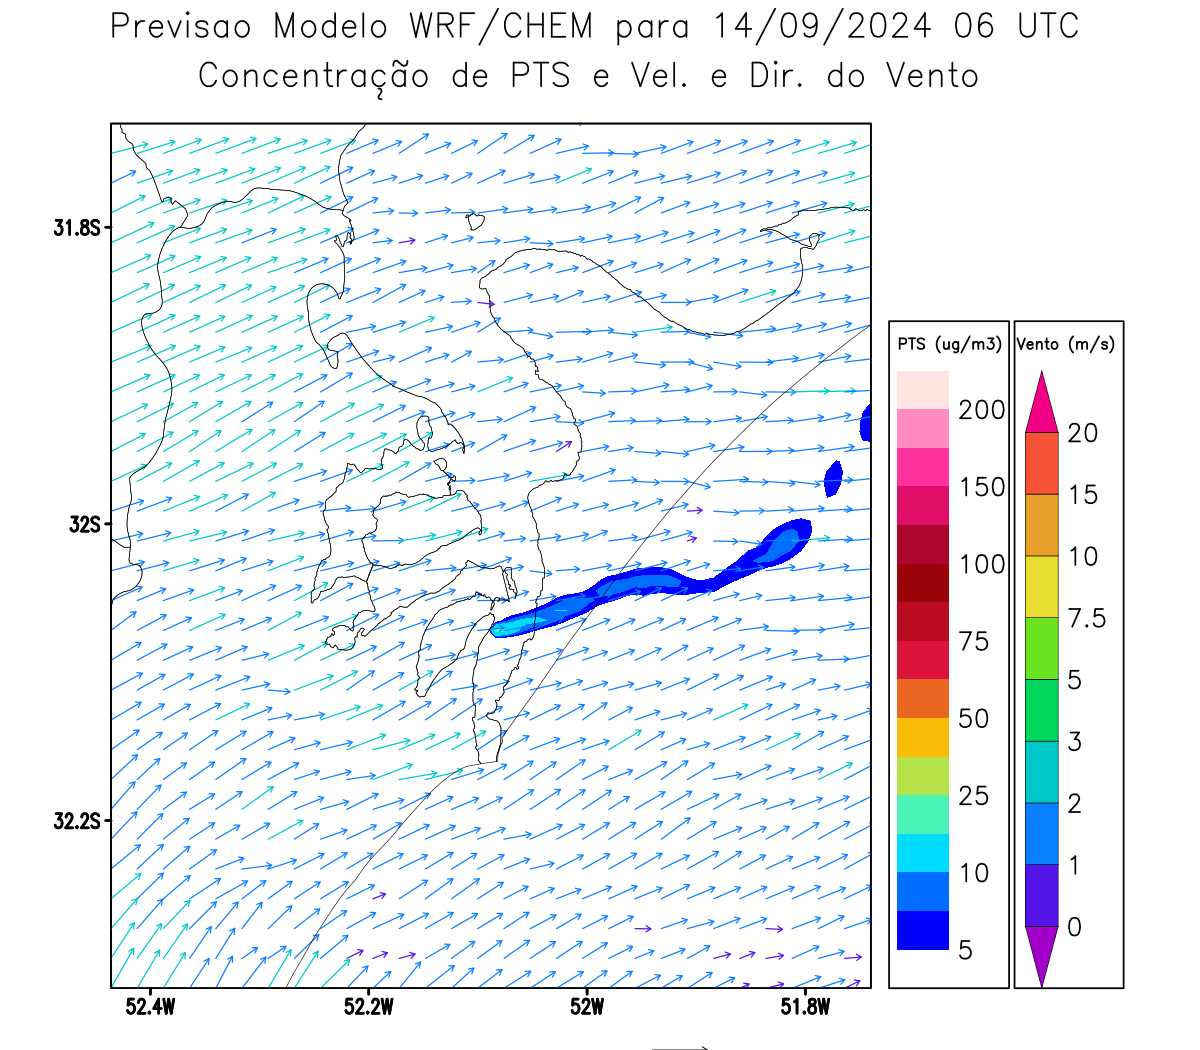 Previsao Modelo WRF/CHEM para 14/09/2024 06 UTC
Concentração de PTS e Vel. e Dir. do Vento
31.8S
32S
32.2S
52.4W
52.2W
52W
51.8W
PTS (ug/m3)
200
150
100
75
50
25
10
5
Vento (m/s)
20
15
10
7.5
5
3
2
1
0